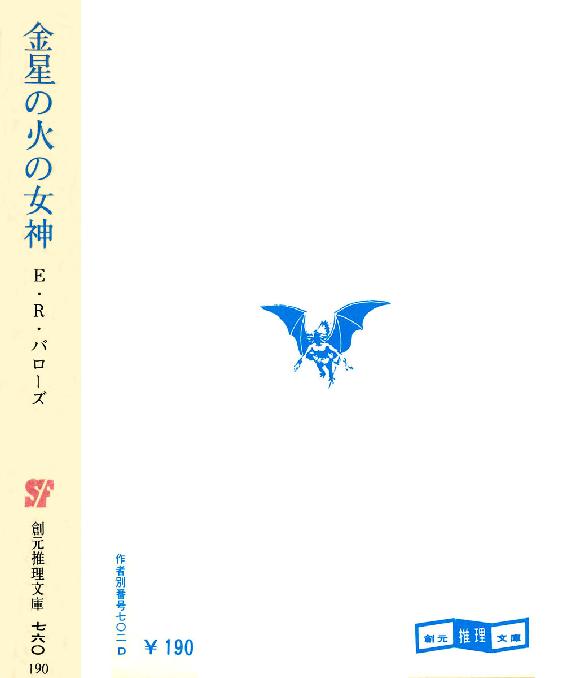 金星の火の女神
E・R・バローズ
SF
創元推理文庫 七六〇
190
作者別番号七〇二D
¥190
創元 推理 文庫